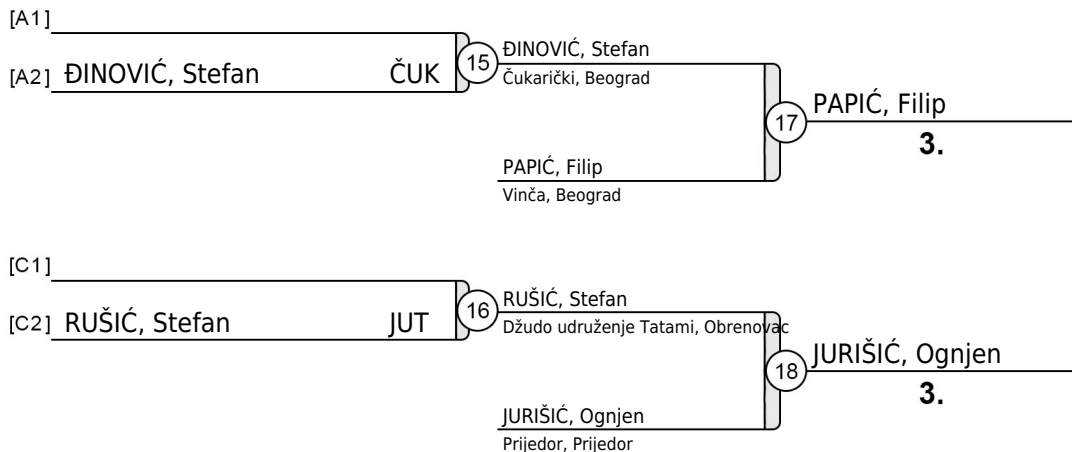 [A1]
[A2] ĐINOVIĆ, Stefan ČUK
15
ĐINOVIĆ, Stefan
Čukarički, Beograd
17
PAPIĆ, Filip
3.
PAPIĆ, Filip
Vinča, Beograd
[C1]
[C2] RUŠIĆ, Stefan JUT
16
RUŠIĆ, Stefan
Džudo udruženje Tatami, Obrenovac
18
JURIŠIĆ, Ognjen
3.
JURIŠIĆ, Ognjen
Prijedor, Prijedor